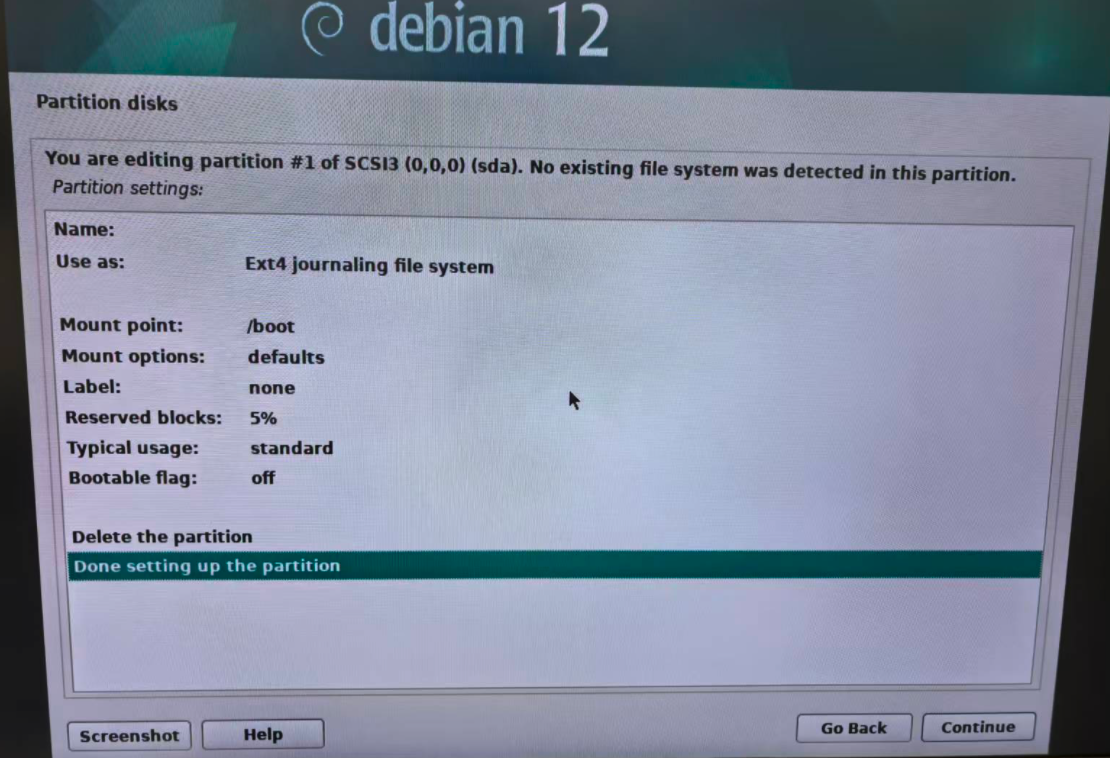 debian 12
Partition disks
You are editing partition #1 of SCSI3 (0,0,0) (sda). No existing file system was detected in this partition.
Partition settings:
Name:
Use as: Ext4 journaling file system
Mount point: /boot
Mount options: defaults
Label: none
Reserved blocks: 5%
Typical usage: standard
Bootable flag: off
Delete the partition
Done setting up the partition
Screenshot Help Go Back Continue